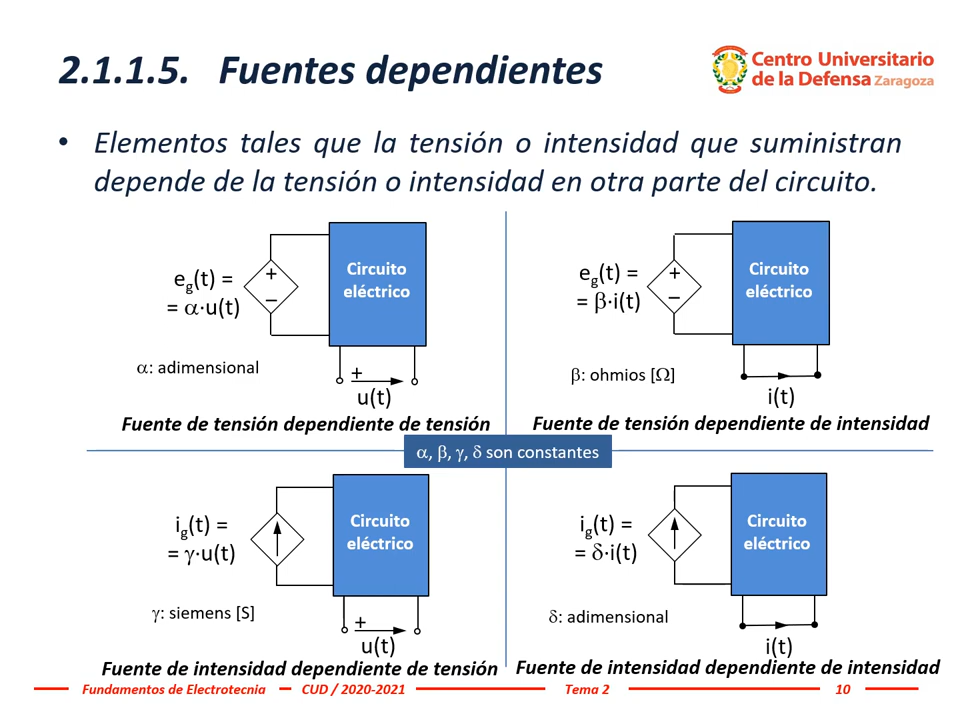 2.1.1.5. Fuentes dependientes
Centro Universitario
de la Defensa Zaragoza
• Elementos tales que la tensión o intensidad que suministran
depende de la tensión o intensidad en otra parte del circuito.
e_g(t) =
= α·u(t)
+
−
Circuito
eléctrico
α: adimensional
+
u(t)
Fuente de tensión dependiente de tensión
e_g(t) =
= β·i(t)
+
−
Circuito
eléctrico
β: ohmios [Ω]
i(t)
Fuente de tensión dependiente de intensidad
α, β, γ, δ son constantes
i_g(t) =
= γ·u(t)
Circuito
eléctrico
γ: siemens [S]
+
u(t)
Fuente de intensidad dependiente de tensión
i_g(t) =
= δ·i(t)
Circuito
eléctrico
δ: adimensional
i(t)
Fuente de intensidad dependiente de intensidad
Fundamentos de Electrotecnia CUD / 2020-2021 Tema 2 10